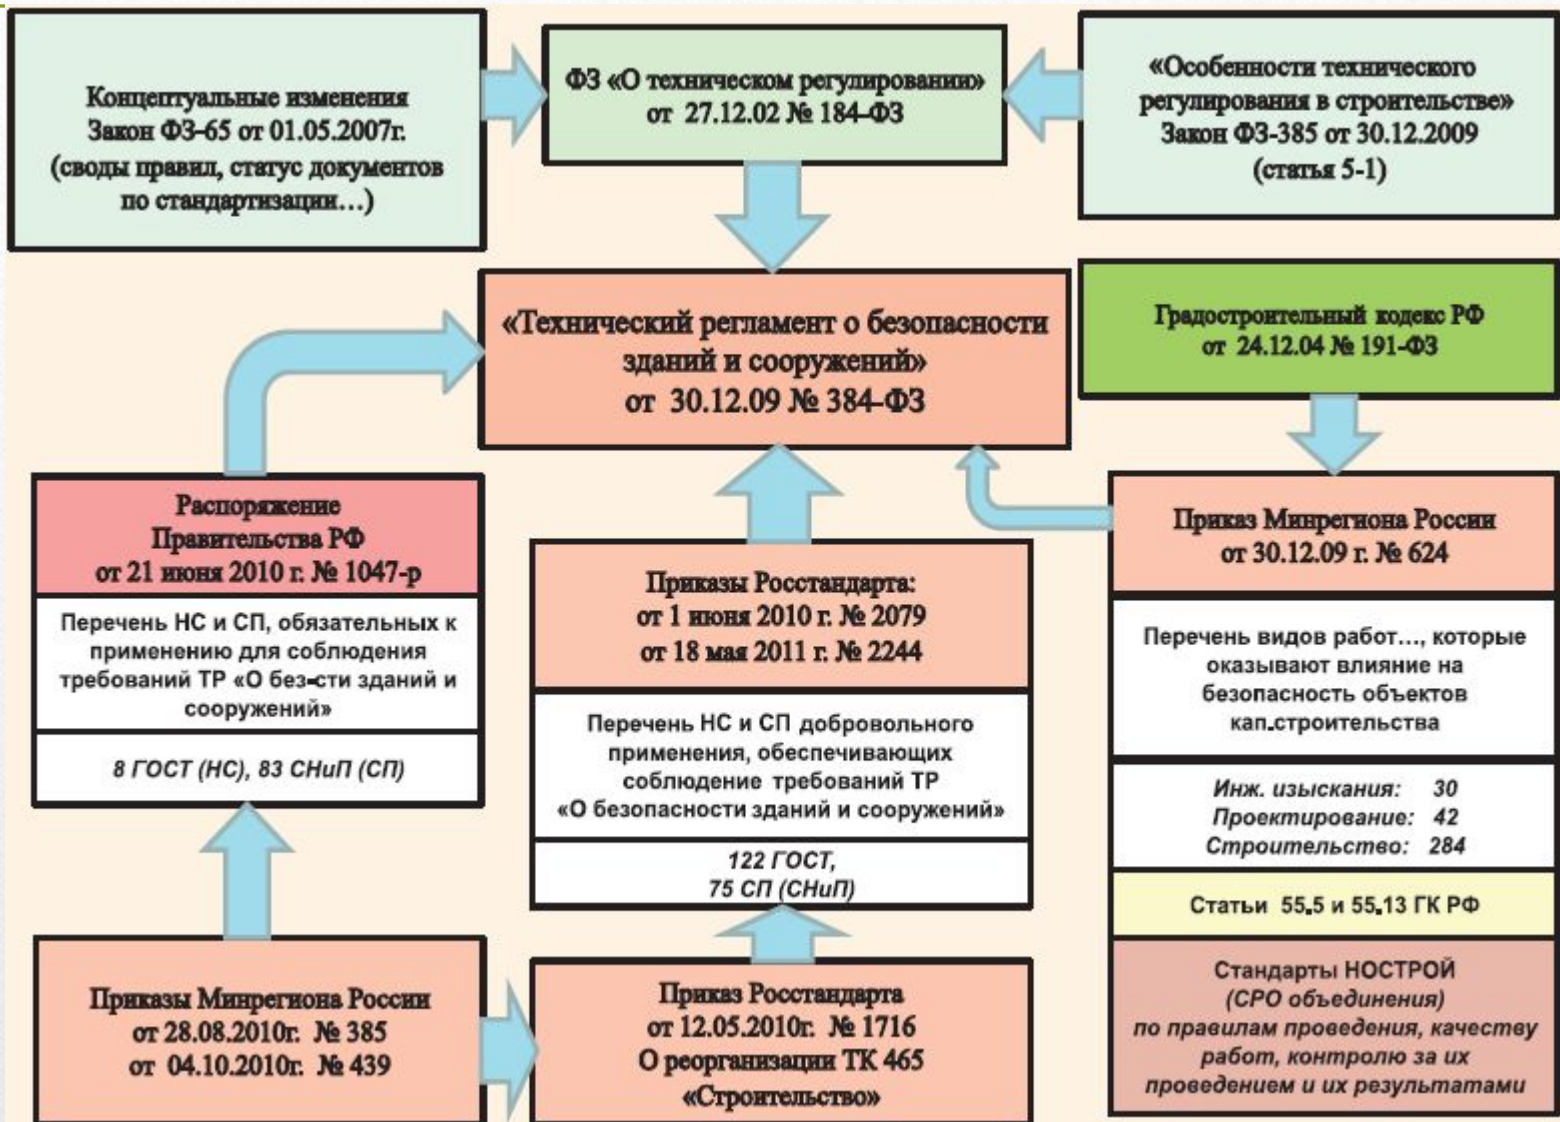 Концептуальные изменения
Закон ФЗ-65 от 01.05.2007г.
(своды правил, статус документов
по стандартизации…)
ФЗ «О техническом регулировании»
от 27.12.02 № 184-ФЗ
«Особенности технического
регулирования в строительстве»
Закон ФЗ-385 от 30.12.2009
(статья 5-1)
«Технический регламент о безопасности
зданий и сооружений»
от 30.12.09 № 384-ФЗ
Градостроительный кодекс РФ
от 24.12.04 № 191-ФЗ
Распоряжение
Правительства РФ
от 21 июня 2010 г. № 1047-р
Перечень НС и СП, обязательных к
применению для соблюдения
требований ТР «О без-сти зданий и
сооружений»
8 ГОСТ (НС), 83 СНиП (СП)
Приказы Росстандарта:
от 1 июня 2010 г. № 2079
от 18 мая 2011 г. № 2244
Перечень НС и СП добровольного
применения, обеспечивающих
соблюдение требований ТР
«О безопасности зданий и сооружений»
122 ГОСТ,
75 СП (СНиП)
Приказ Минрегиона России
от 30.12.09 г. № 624
Перечень видов работ…, которые
оказывают влияние на
безопасность объектов
кап.строительства
Инж. изыскания: 30
Проектирование: 42
Строительство: 284
Статьи 55.5 и 55.13 ГК РФ
Стандарты НОСТРОЙ
(СРО объединения)
по правилам проведения, качеству
работ, контролю за их
проведением и их результатами
Приказы Минрегиона России
от 28.08.2010г. № 385
от 04.10.2010г. № 439
Приказ Росстандарта
от 12.05.2010г. № 1716
О реорганизации ТК 465
«Строительство»